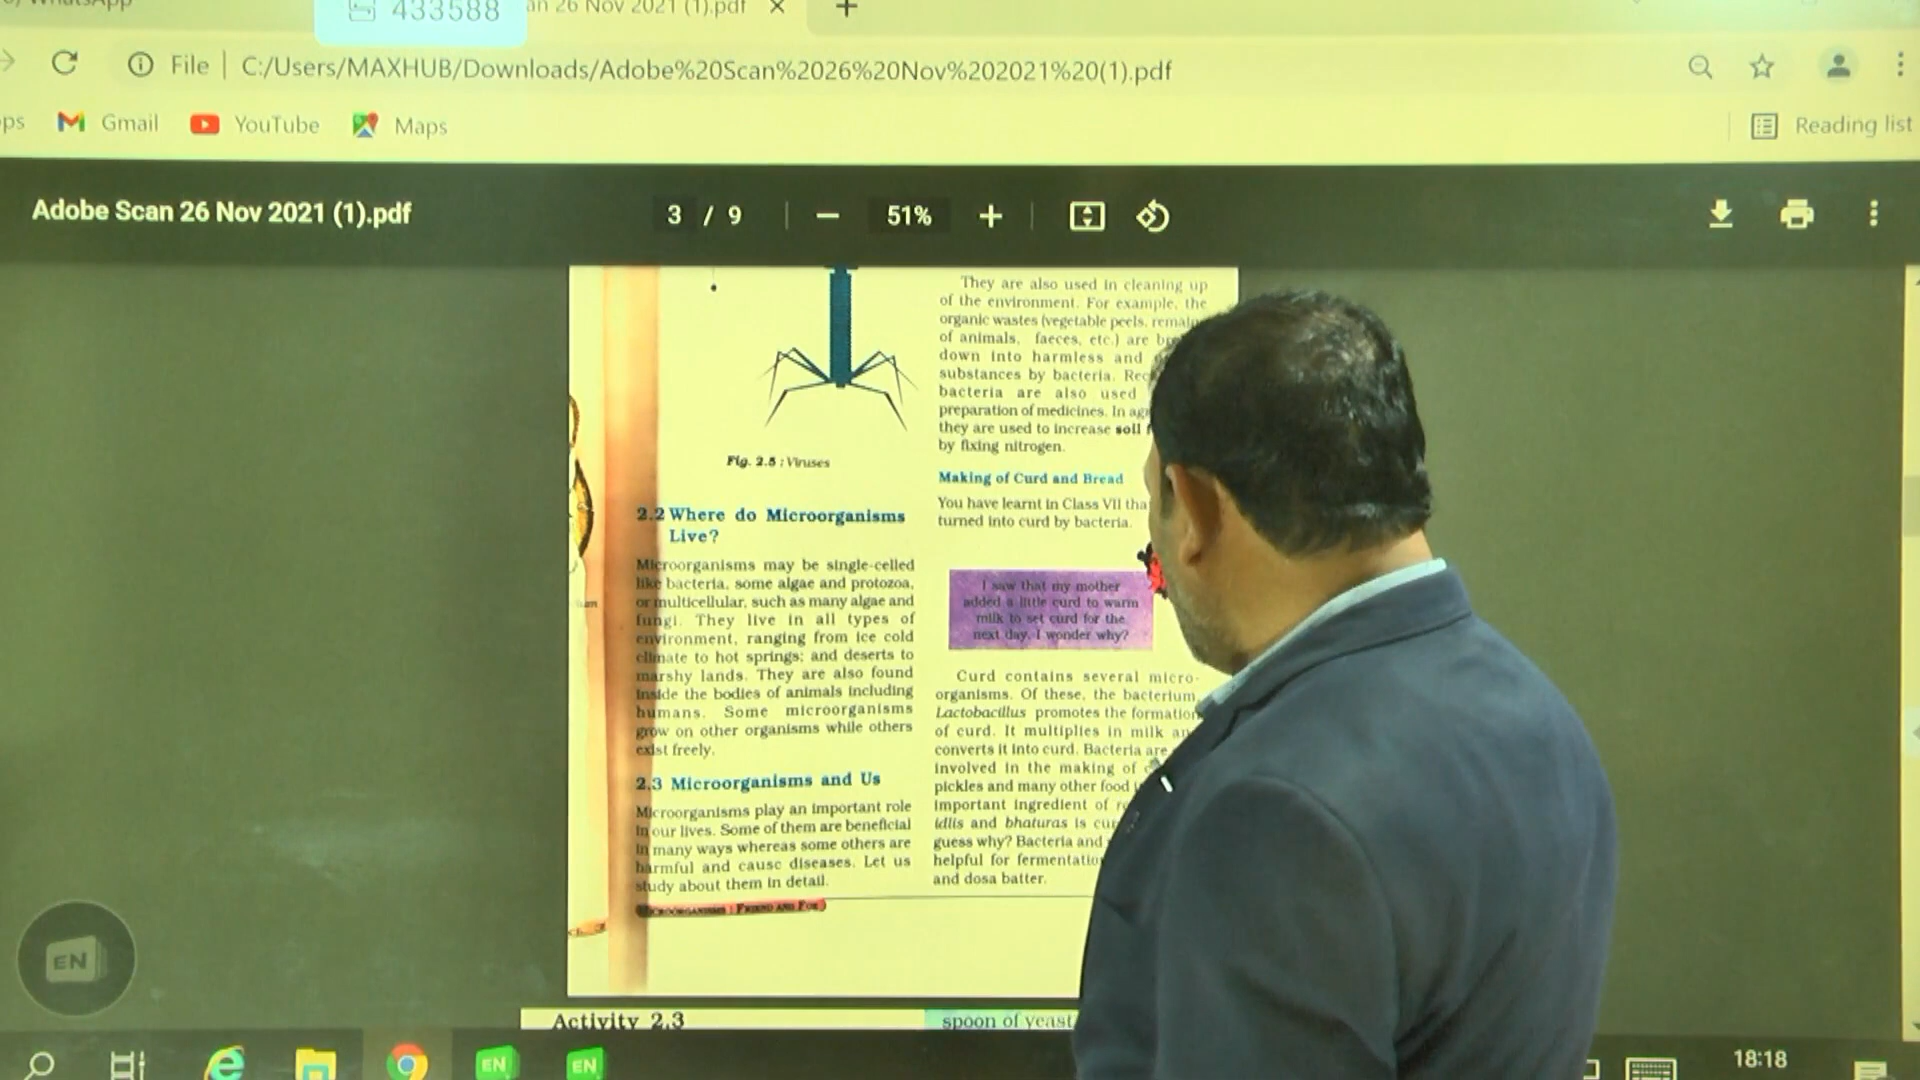 WhatsApp
433588
an 26 Nov 2021 (1).pdf
File
C:/Users/MAXHUB/Downloads/Adobe%20Scan%2026%20Nov%202021%20(1).pdf
Gmail
YouTube
Maps
Reading list
Adobe Scan 26 Nov 2021 (1).pdf
3 / 9
51%
Fig. 2.5 : Viruses
2.2 Where do Microorganisms
Live?
Microorganisms may be single-celled
like bacteria, some algae and protozoa,
or multicellular, such as many algae and
fungi. They live in all types of
environment, ranging from ice cold
climate to hot springs; and deserts to
marshy lands. They are also found
inside the bodies of animals including
humans. Some microorganisms
grow on other organisms while others
exist freely.
2.3 Microorganisms and Us
Microorganisms play an important role
in our lives. Some of them are beneficial
in many ways whereas some others are
harmful and cause diseases. Let us
study about them in detail.
MICROORGANISMS : FRIEND AND FOE
They are also used in cleaning up
of the environment. For example, the
organic wastes (vegetable peels, remains
of animals, faeces, etc.) are
down into harmless and
substances by bacteria.
bacteria are also used
preparation of medicines. In
they are used to increase soil
by fixing nitrogen.
Making of Curd and Bread
You have learnt in Class VII
turned into curd by bacteria.
I saw that my mother
added a little curd to warm
milk to set curd for the
next day. I wonder why?
Curd contains several micro-
organisms. Of these, the bacterium,
Lactobacillus promotes the formation
of curd. It multiplies in milk
converts it into curd. Bacteria are
involved in the making of
pickles and many other food
important ingredient of
idlis and bhaturas is
guess why? Bacteria and
helpful for
and dosa batter.
Activity 2.3
spoon of yeast
EN
EN
EN
18:18